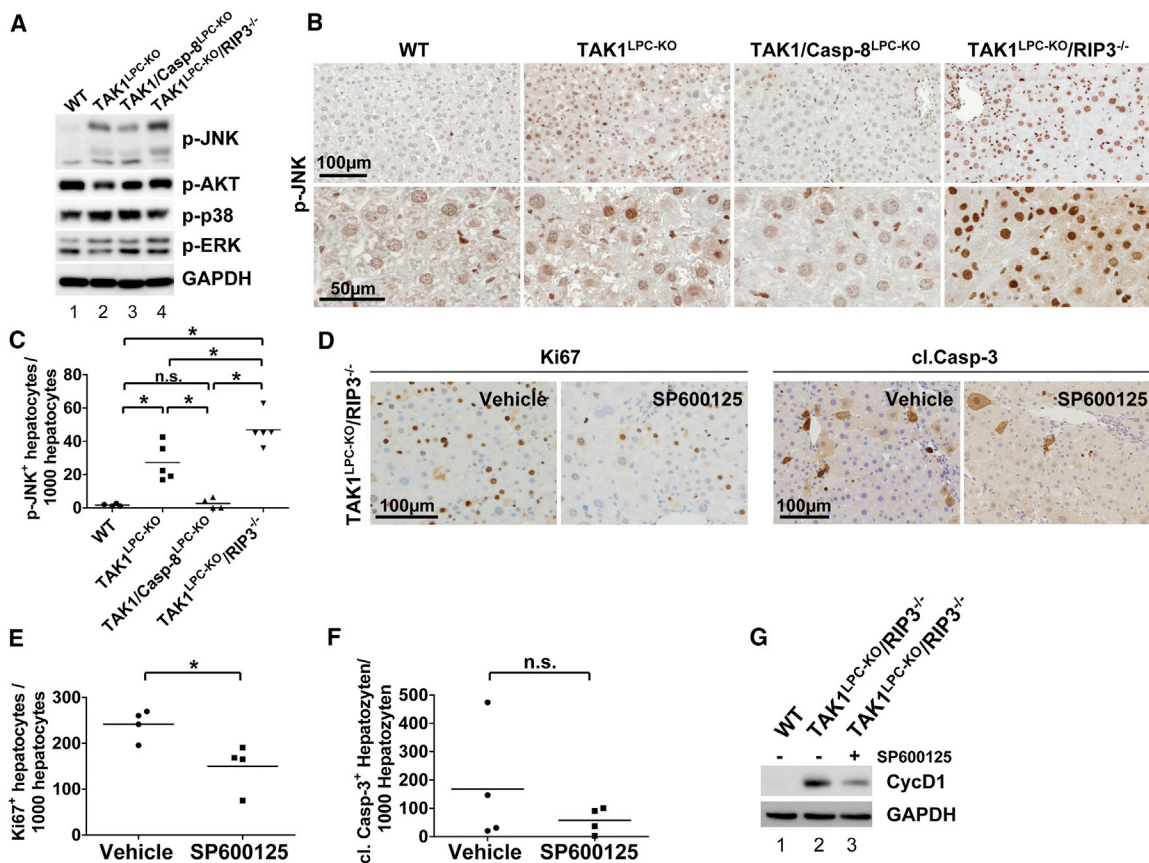 A
WT
TAK1LPC-KO
TAK1/Casp-8LPC-KO
TAK1LPC-KO/RIP3-/-
p-JNK
p-AKT
p-p38
p-ERK
GAPDH
1 2 3 4
B
WT TAK1LPC-KO TAK1/Casp-8LPC-KO TAK1LPC-KO/RIP3-/-
p-JNK
100µm
50µm
C
* 
*
n.s. *
* *
p-JNK+ hepatocytes /
1000 hepatocytes
80
60
40
20
0
WT
TAK1LPC-KO
TAK1/Casp-8LPC-KO
TAK1LPC-KO/RIP3-/-
D
Ki67 cl.Casp-3
TAK1LPC-KO/RIP3-/-
Vehicle SP600125 Vehicle SP600125
100µm 100µm
E
*
Ki67+ hepatocytes /
1000 hepatocytes
300
200
100
0
Vehicle SP600125
F
n.s.
cl. Casp-3+ Hepatozyten/
1000 Hepatozyten
500
400
300
200
100
0
Vehicle SP600125
G
WT
TAK1LPC-KO/RIP3-/-
TAK1LPC-KO/RIP3-/-
- - + SP600125
CycD1
GAPDH
1 2 3